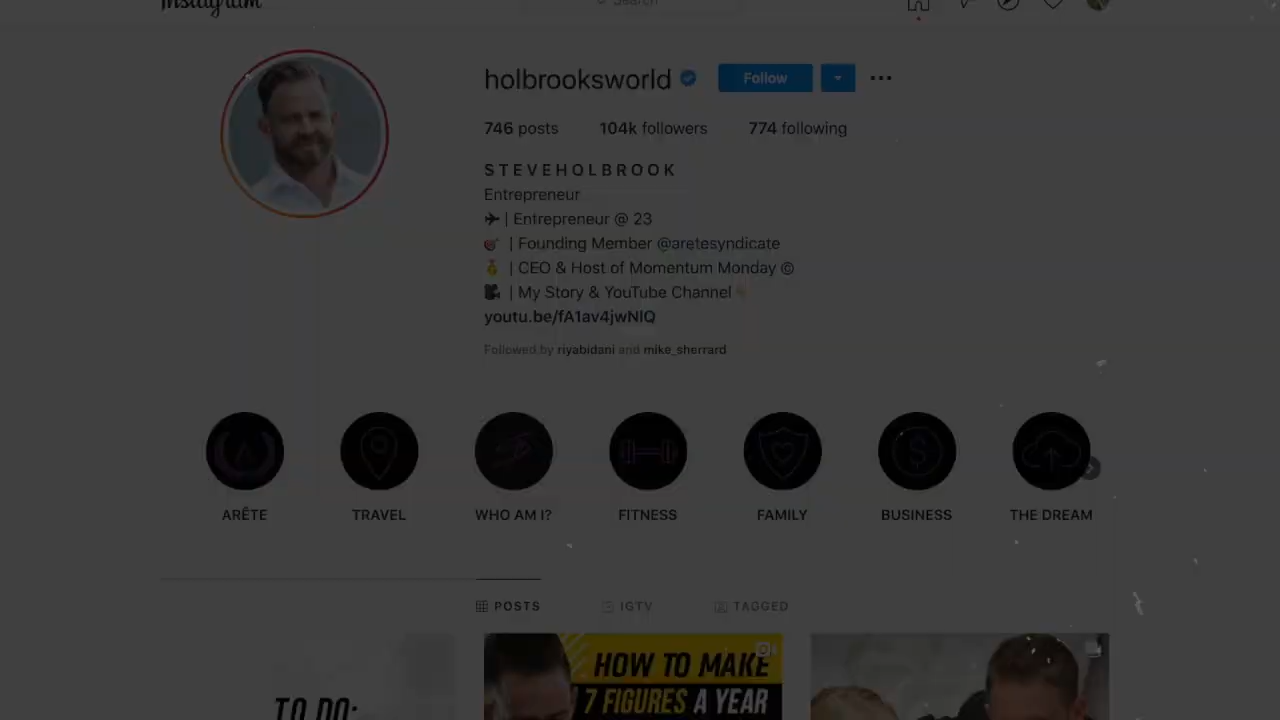 Instagram
Search
holbrooksworld
Follow
746 posts 104k followers 774 following
S T E V E H O L B R O O K
Entrepreneur
✈ | Entrepreneur @ 23
🎯 | Founding Member @aretesyndicate
🥇 | CEO & Host of Momentum Monday ©
🎥 | My Story & YouTube Channel👇🏻
youtu.be/fA1av4jwNlQ
Followed by riyabidani and mike_sherrard
ARÊTE TRAVEL WHO AM I? FITNESS FAMILY BUSINESS THE DREAM
POSTS IGTV TAGGED
TO DO:
HOW TO MAKE
7 FIGURES A YEAR